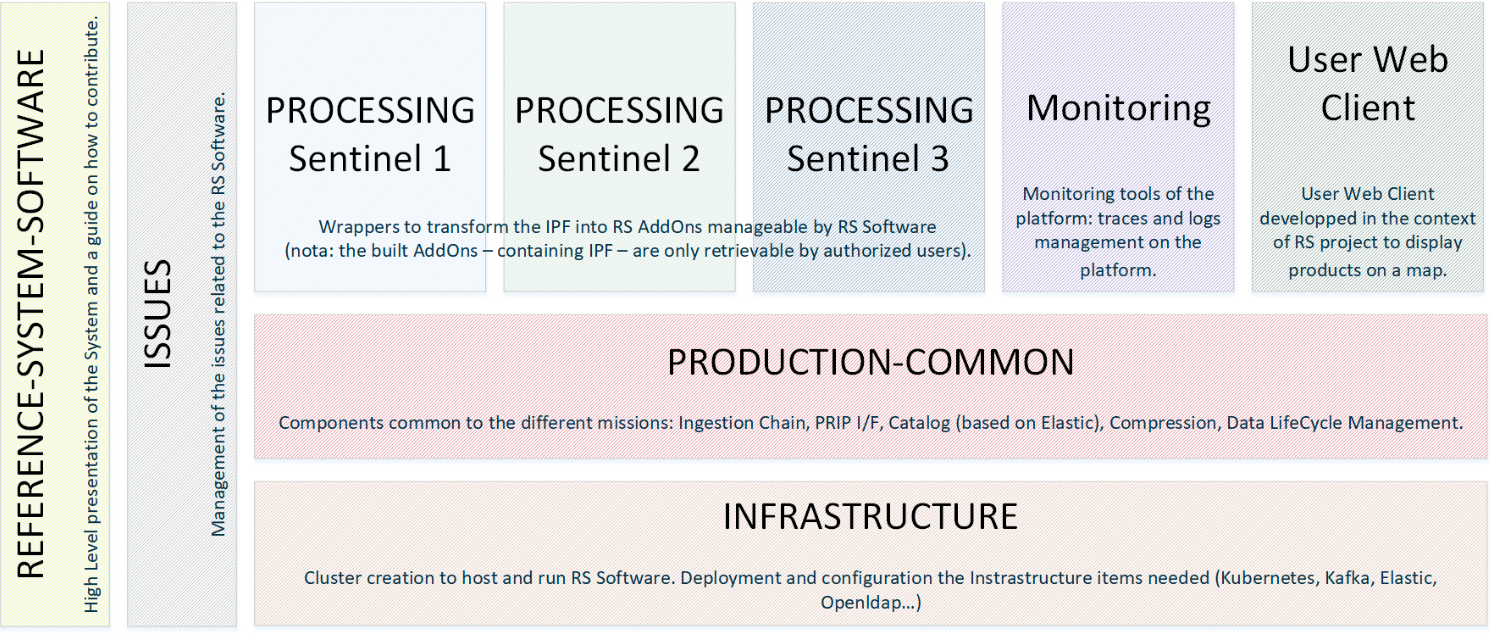 REFERENCE-SYSTEM-SOFTWARE
High Level presentation of the System and a guide on how to contribute.
ISSUES
Management of the issues related to the RS Software.
PROCESSING
Sentinel 1
PROCESSING
Sentinel 2
PROCESSING
Sentinel 3
Wrappers to transform the IPF into RS AddOns manageable by RS Software
(nota: the built AddOns – containing IPF – are only retrievable by authorized users).
Monitoring
Monitoring tools of the
platform: traces and logs
management on the
platform.
User Web
Client
User Web Client
developped in the context
of RS project to display
products on a map.
PRODUCTION-COMMON
Components common to the different missions: Ingestion Chain, PRIP I/F, Catalog (based on Elastic), Compression, Data LifeCycle Management.
INFRASTRUCTURE
Cluster creation to host and run RS Software. Deployment and configuration the Instrastructure items needed (Kubernetes, Kafka, Elastic,
Openldap…)